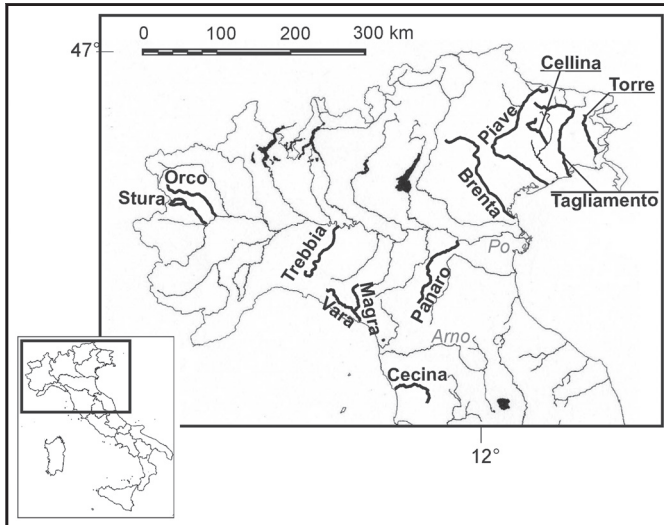 0 100 200 300 km
47°
Cellina
Torre
Piave
Orco
Stura
Brenta
Tagliamento
Trebbia
Po
Panaro
Magra
Vara
Arno
Cecina
12°